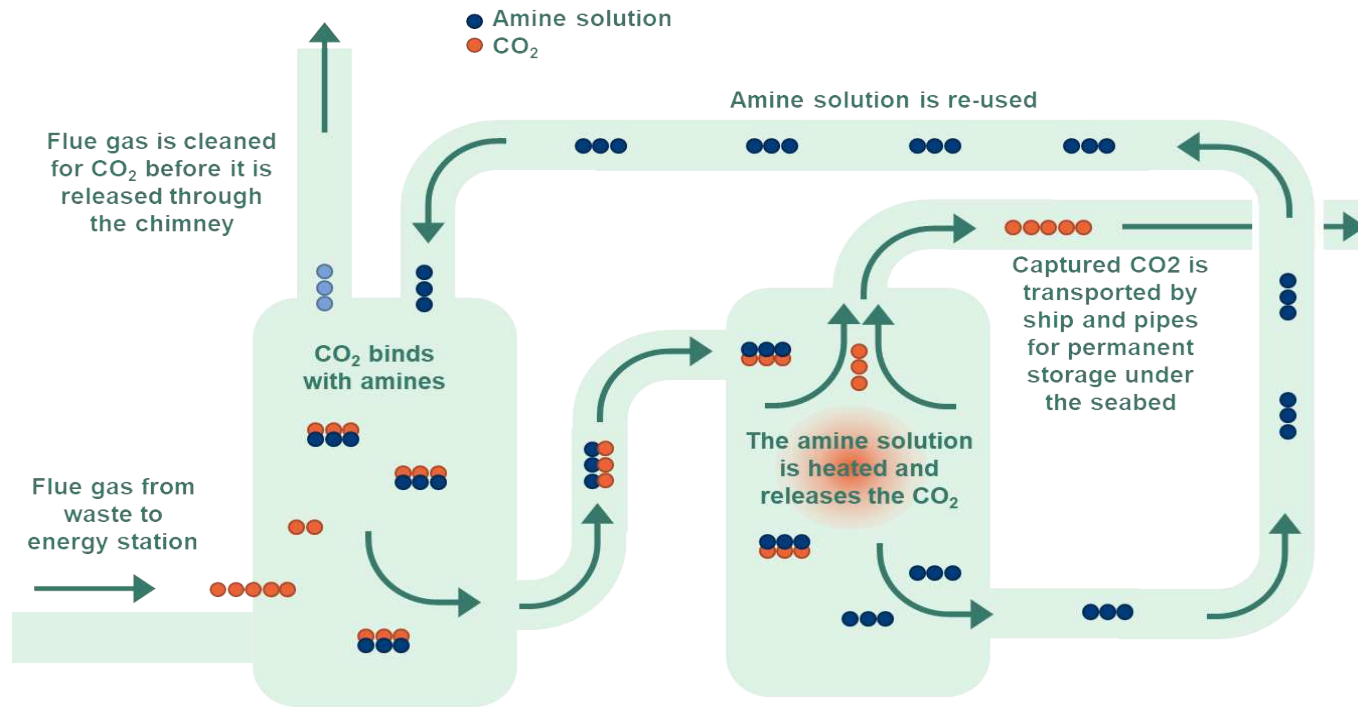 Amine solution
CO₂
Amine solution is re-used
Flue gas is cleaned
for CO₂ before it is
released through
the chimney
Captured CO2 is
transported by
ship and pipes
for permanent
storage under
the seabed
CO₂ binds
with amines
The amine solution
is heated and
releases the CO₂
Flue gas from
waste to
energy station